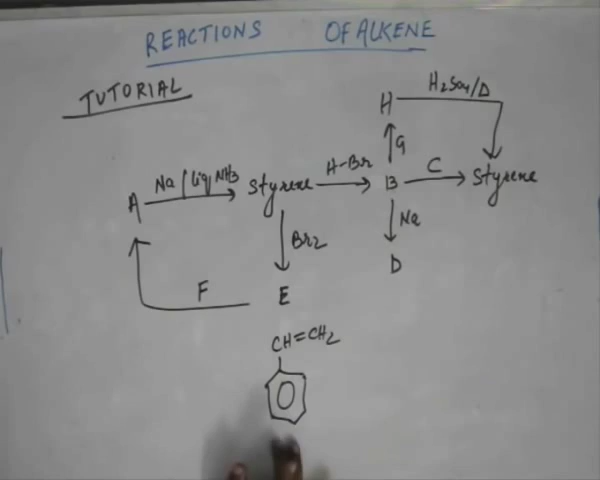 REACTIONS OF ALKENE
TUTORIAL
H H2SO4/Δ
G
A Na/Liq NH3 Styrene H-Br B C Styrene
Br2 Na
D
F E
CH=CH2